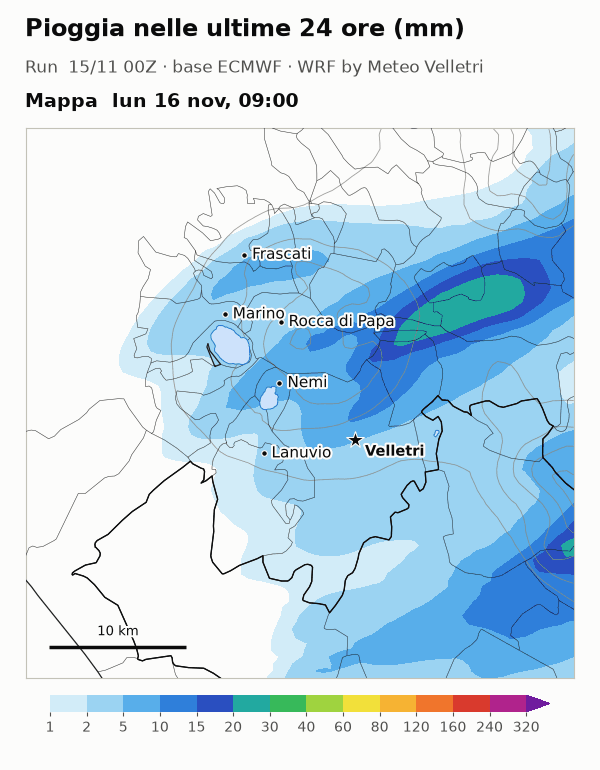 Pioggia nelle ultime 24 ore (mm)
Run  15/11 00Z · base ECMWF · WRF by Meteo Velletri
Mappa  lun 16 nov, 09:00
Frascati
Marino
Rocca di Papa
Nemi
Velletri
Lanuvio
10 km
1 2 5 10 15 20 30 40 60 80 120 160 240 320